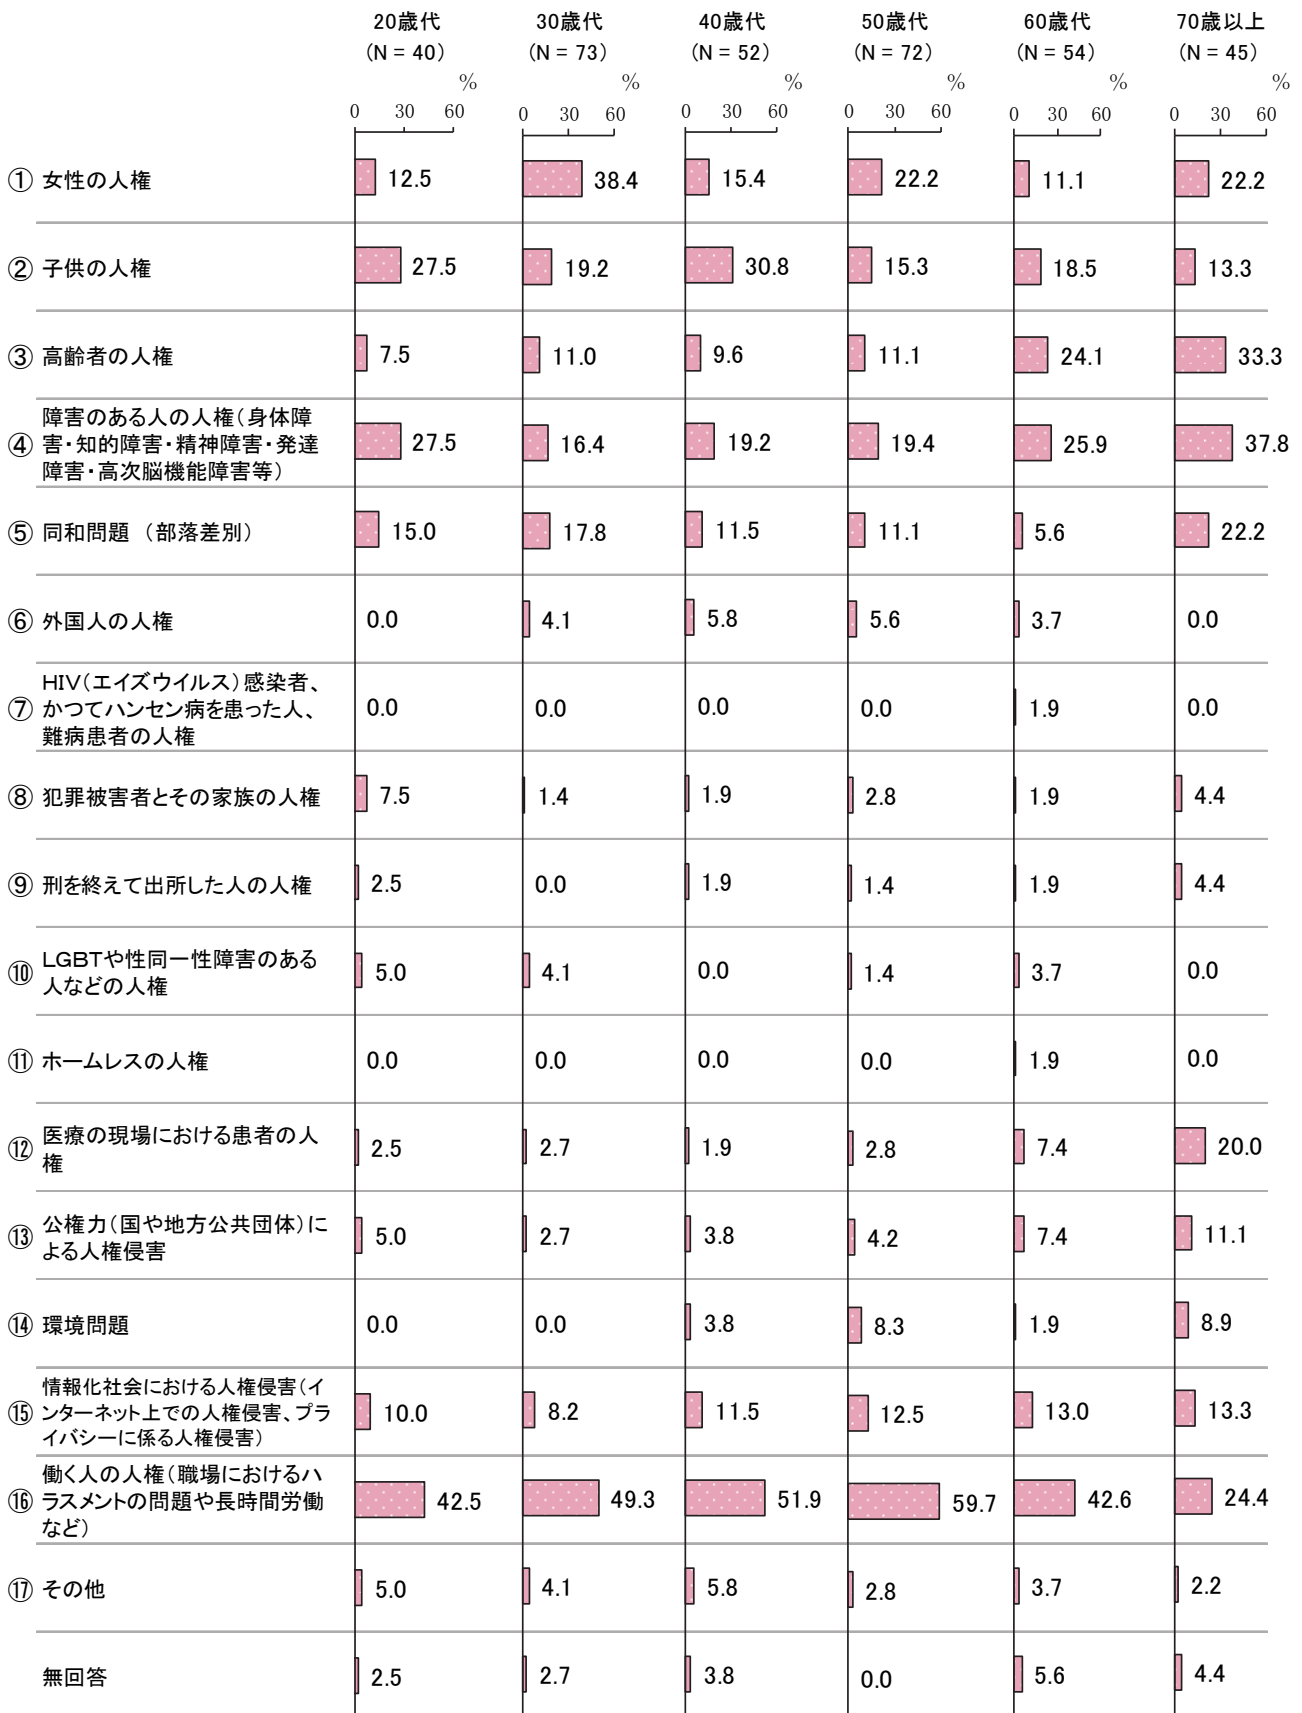 20歳代 30歳代 40歳代 50歳代 60歳代 70歳以上
（N = 40） （N = 73） （N = 52） （N = 72） （N = 54） （N = 45）
% % % % % %
0 30 60 0 30 60 0 30 60 0 30 60 0 30 60 0 30 60
① 女性の人権 12.5 38.4 15.4 22.2 11.1 22.2
② 子供の人権 27.5 19.2 30.8 15.3 18.5 13.3
③ 高齢者の人権 7.5 11.0 9.6 11.1 24.1 33.3
障害のある人の人権（身体障
④ 害・知的障害・精神障害・発達 27.5 16.4 19.2 19.4 25.9 37.8
障害・高次脳機能障害等）
⑤ 同和問題 （部落差別） 15.0 17.8 11.5 11.1 5.6 22.2
⑥ 外国人の人権 0.0 4.1 5.8 5.6 3.7 0.0
HIV（エイズウイルス）感染者、
⑦ かつてハンセン病を患った人、 0.0 0.0 0.0 0.0 1.9 0.0
難病患者の人権
⑧ 犯罪被害者とその家族の人権 7.5 1.4 1.9 2.8 1.9 4.4
⑨ 刑を終えて出所した人の人権 2.5 0.0 1.9 1.4 1.9 4.4
LGBTや性同一性障害のある
⑩ 人などの人権 5.0 4.1 0.0 1.4 3.7 0.0
⑪ ホームレスの人権 0.0 0.0 0.0 0.0 1.9 0.0
医療の現場における患者の人
⑫ 権 2.5 2.7 1.9 2.8 7.4 20.0
公権力（国や地方公共団体）に
⑬ よる人権侵害 5.0 2.7 3.8 4.2 7.4 11.1
⑭ 環境問題 0.0 0.0 3.8 8.3 1.9 8.9
情報化社会における人権侵害（イ
⑮ ンターネット上での人権侵害、プラ 10.0 8.2 11.5 12.5 13.0 13.3
イバシーに係る人権侵害）
働く人の人権（職場におけるハ
⑯ ラスメントの問題や長時間労働 42.5 49.3 51.9 59.7 42.6 24.4
など）
⑰ その他 5.0 4.1 5.8 2.8 3.7 2.2
無回答 2.5 2.7 3.8 0.0 5.6 4.4